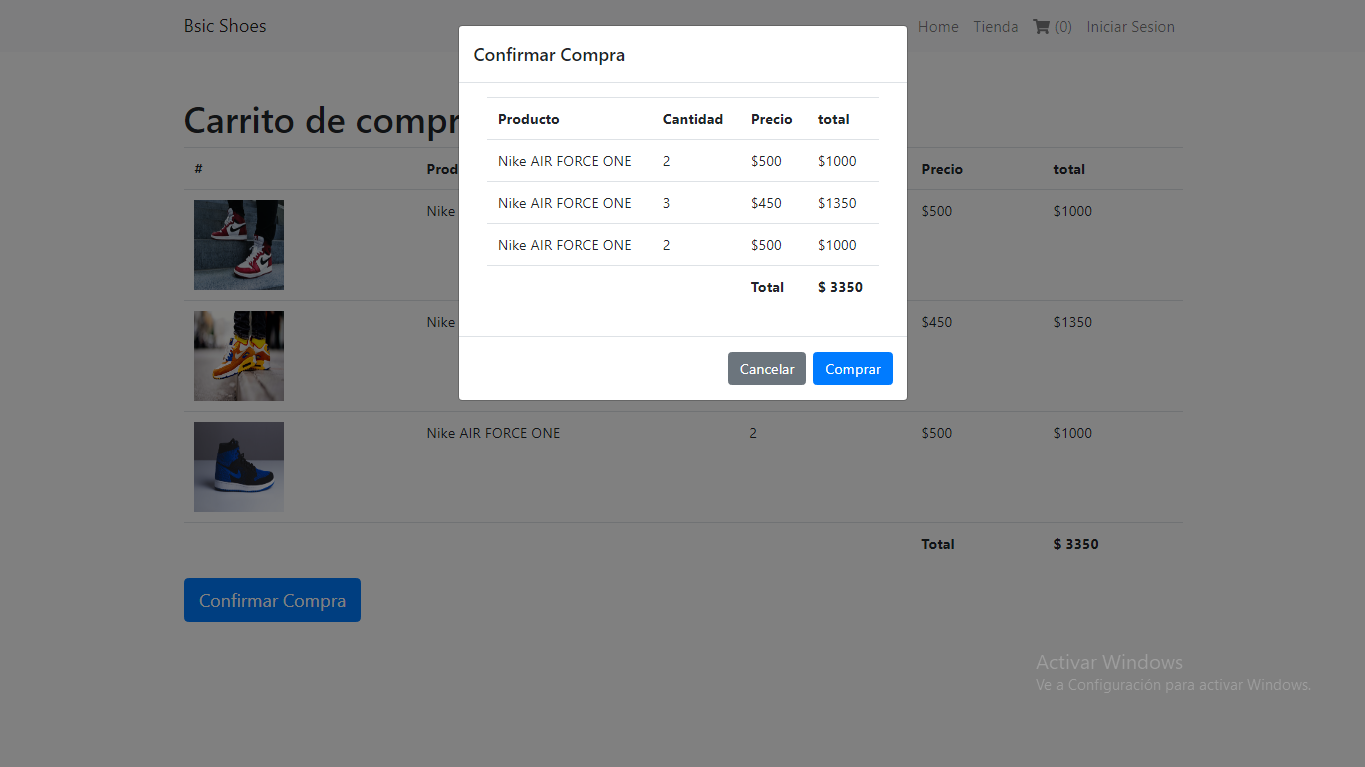 Bsic Shoes
Home Tienda (0) Iniciar Sesion
Confirmar Compra
Producto Cantidad Precio total
Nike AIR FORCE ONE 2 $500 $1000
Nike AIR FORCE ONE 3 $450 $1350
Nike AIR FORCE ONE 2 $500 $1000
Total $ 3350
Cancelar Comprar
Carrito de compr
# Prod Precio total
Nike $500 $1000
Nike $450 $1350
Nike AIR FORCE ONE 2 $500 $1000
Total $ 3350
Confirmar Compra
Activar Windows
Ve a Configuración para activar Windows.